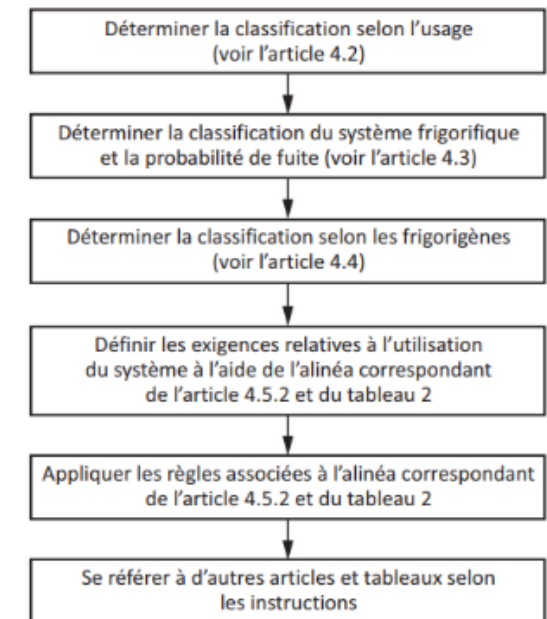 Déterminer la classification selon l'usage
(voir l'article 4.2)
Déterminer la classification du système frigorifique
et la probabilité de fuite (voir l'article 4.3)
Déterminer la classification selon les frigorigènes
(voir l'article 4.4)
Définir les exigences relatives à l'utilisation
du système à l'aide de l'alinéa correspondant
de l'article 4.5.2 et du tableau 2
Appliquer les règles associées à l'alinéa correspondant
de l'article 4.5.2 et du tableau 2
Se référer à d'autres articles et tableaux selon
les instructions